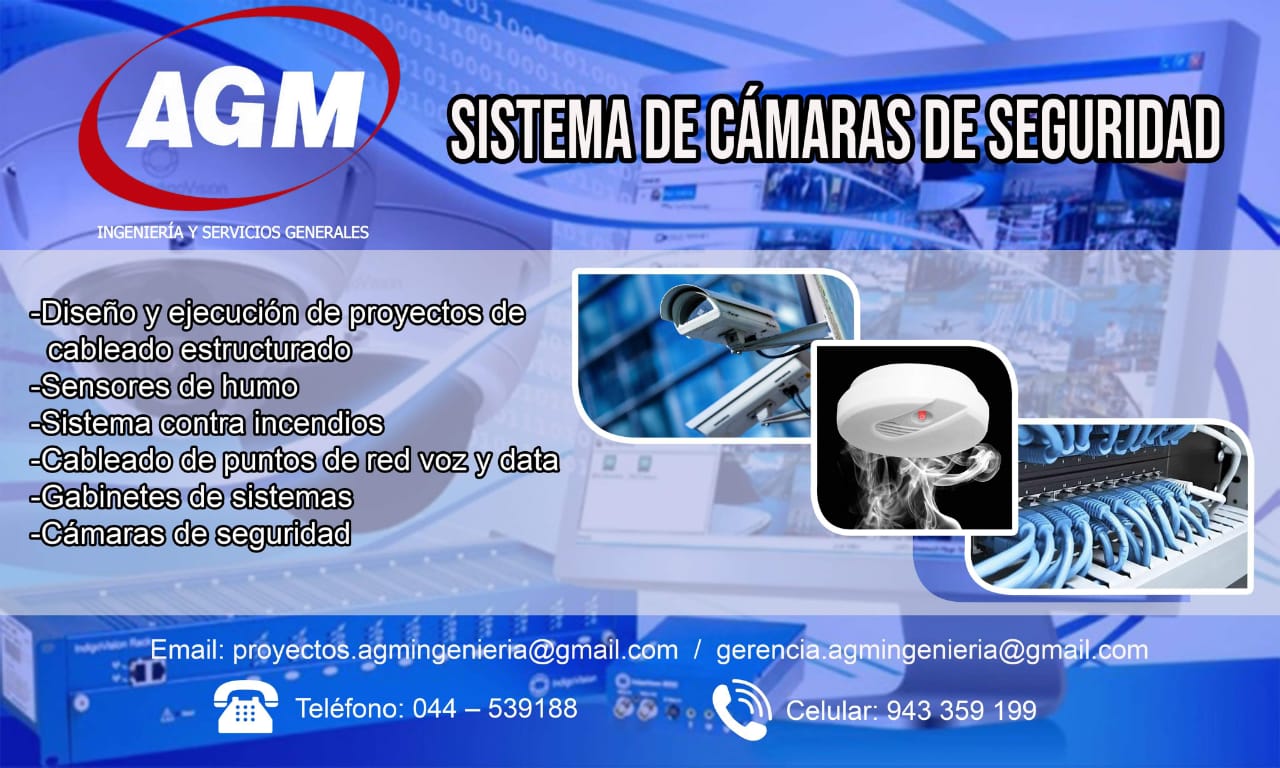 AGM
INGENIERÍA Y SERVICIOS GENERALES
SISTEMA DE CÁMARAS DE SEGURIDAD
-Diseño y ejecución de proyectos de
cableado estructurado
-Sensores de humo
-Sistema contra incendios
-Cableado de puntos de red voz y data
-Gabinetes de sistemas
-Cámaras de seguridad
Email: proyectos.agmingenieria@gmail.com / gerencia.agmingenieria@gmail.com
Teléfono: 044 – 539188
Celular: 943 359 199
IndigoVision